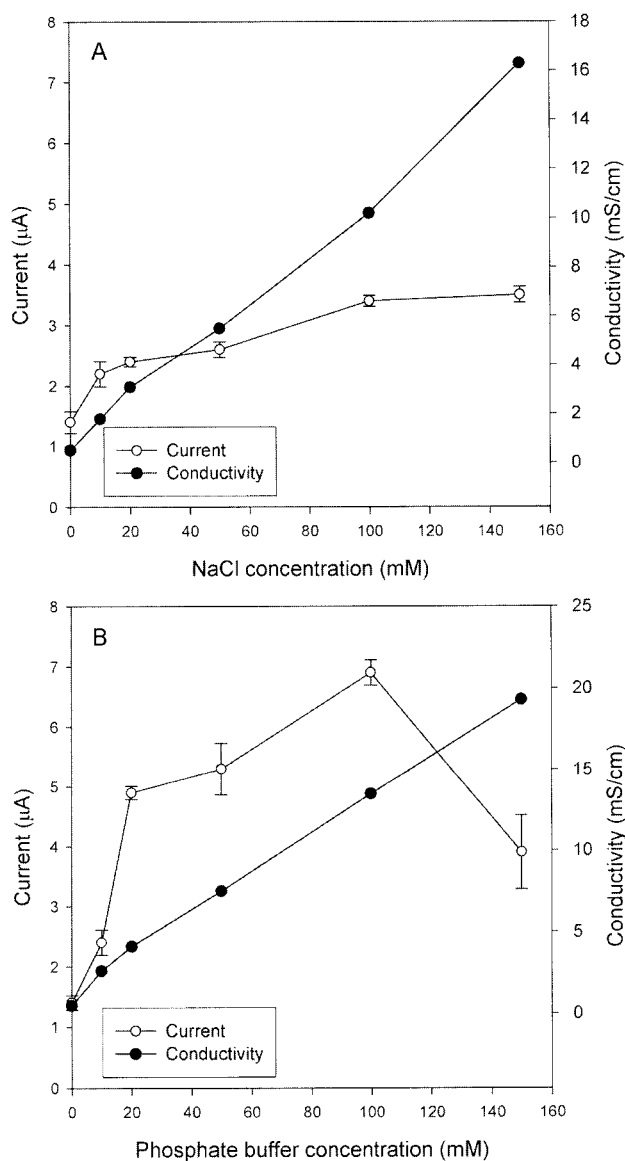 A
8
7
6
5
4
3
2
1
0
Current (μA)
18
16
14
12
10
8
6
4
2
0
Conductivity (mS/cm)
Current
Conductivity
0 20 40 60 80 100 120 140 160
NaCl concentration (mM)
B
8
7
6
5
4
3
2
1
0
Current (μA)
25
20
15
10
5
0
Conductivity (mS/cm)
Current
Conductivity
0 20 40 60 80 100 120 140 160
Phosphate buffer concentration (mM)